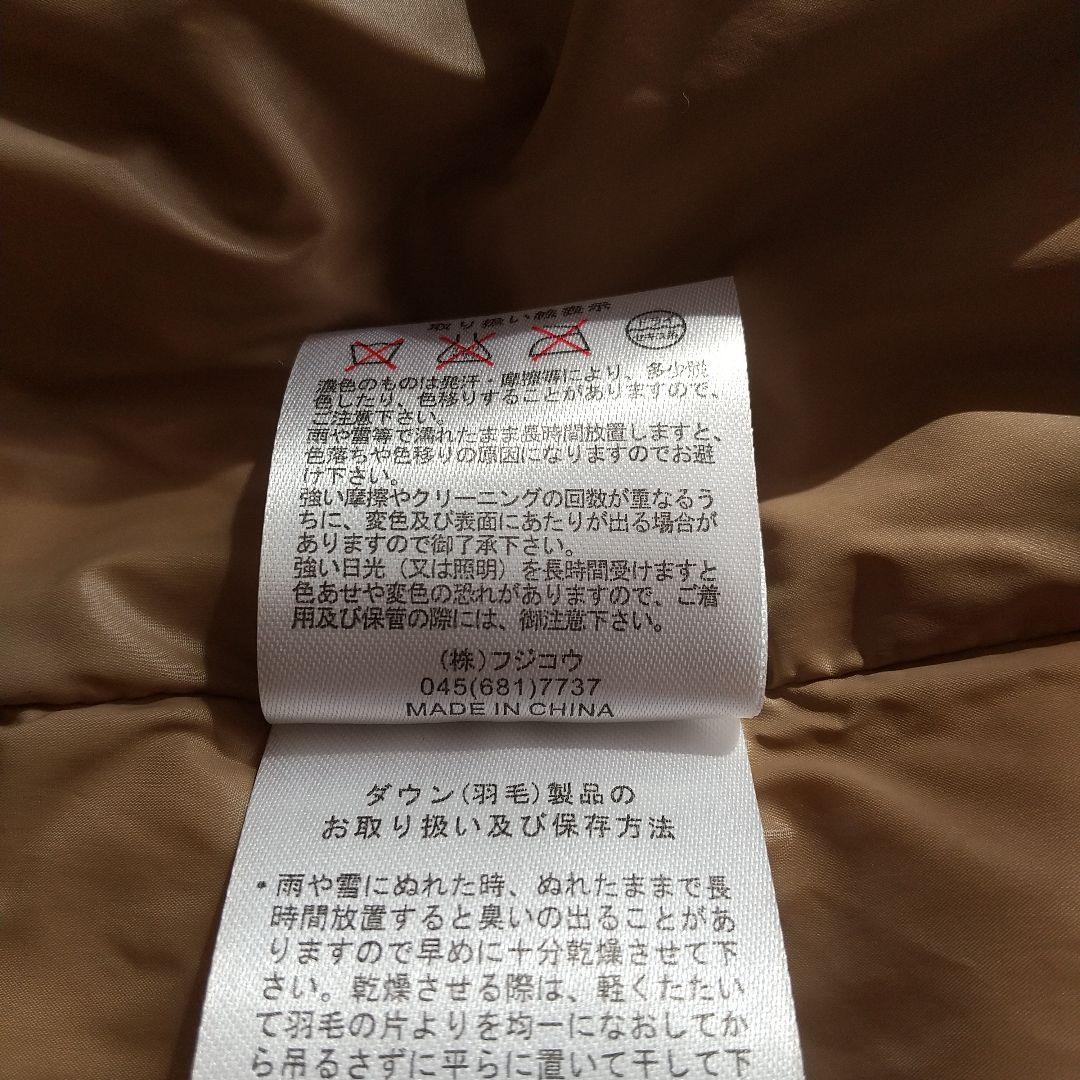 取り扱い絵表示
ドライ
セキユ系
濃色のものは発汗・摩擦等により、多少脱
色したり、色移りすることがありますので、
ご注意下さい。
雨や雪等で濡れたまま長時間放置しますと、
色落ちや色移りの原因になりますのでお避
け下さい。
強い摩擦やクリーニングの回数が重なるう
ちに、変色及び表面にあたりが出る場合が
ありますので御了承下さい。
強い日光（又は照明）を長時間受けますと
色あせや変色の恐れがありますので、ご着
用及び保管の際には、御注意下さい。
(株)フジコウ
045(681)7737
MADE IN CHINA
ダウン(羽毛)製品の
お取り扱い及び保存方法
・雨や雪にぬれた時、ぬれたままで長
時間放置すると臭いの出ることがあ
りますので早めに十分乾燥させて下
さい。乾燥させる際は、軽くたたい
て羽毛の片よりを均一になおしてか
ら吊るさずに平らに置いて干して下